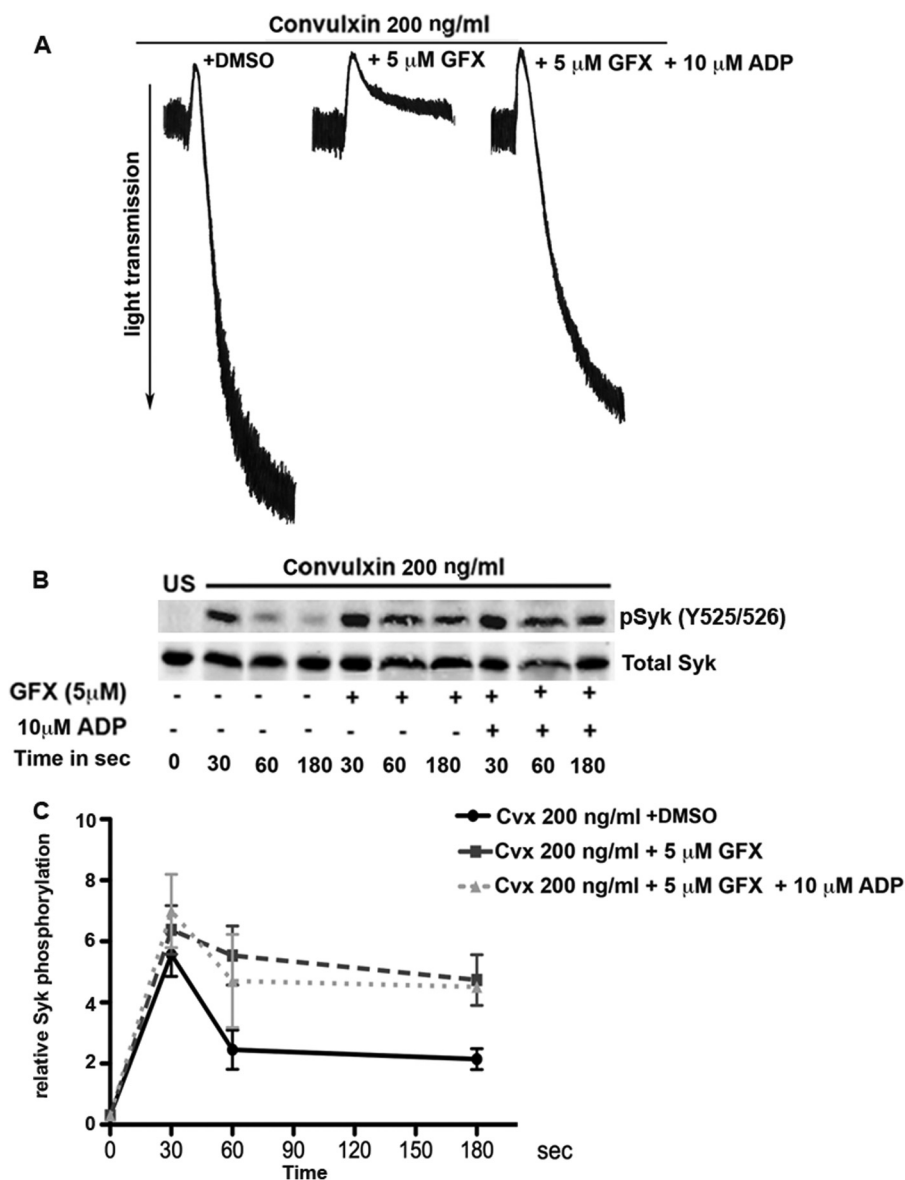 Convulxin 200 ng/ml
A
+DMSO
+ 5 μM GFX
+ 5 μM GFX + 10 μM ADP
light transmission
B
US
Convulxin 200 ng/ml
pSyk (Y525/526)
Total Syk
GFX (5μM) - - - - + + + + + +
10μM ADP - - - - - - - + + +
Time in sec 0 30 60 180 30 60 180 30 60 180
C
relative Syk phosphorylation
10
8
6
4
2
0
0 30 60 90 120 150 180 sec
Time
Cvx 200 ng/ml +DMSO
Cvx 200 ng/ml + 5 μM GFX
Cvx 200 ng/ml + 5 μM GFX + 10 μM ADP